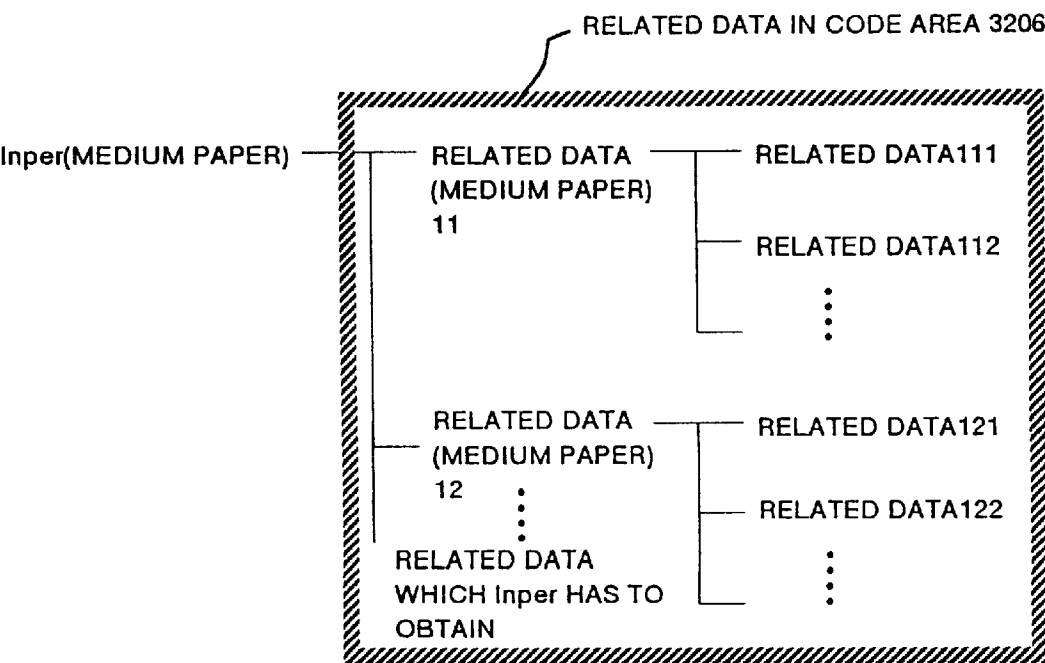 RELATED DATA IN CODE AREA 3206
Inper(MEDIUM PAPER)
RELATED DATA
(MEDIUM PAPER)
11
RELATED DATA111
RELATED DATA112
RELATED DATA
(MEDIUM PAPER)
12
RELATED DATA121
RELATED DATA122
RELATED DATA
WHICH Inper HAS TO
OBTAIN